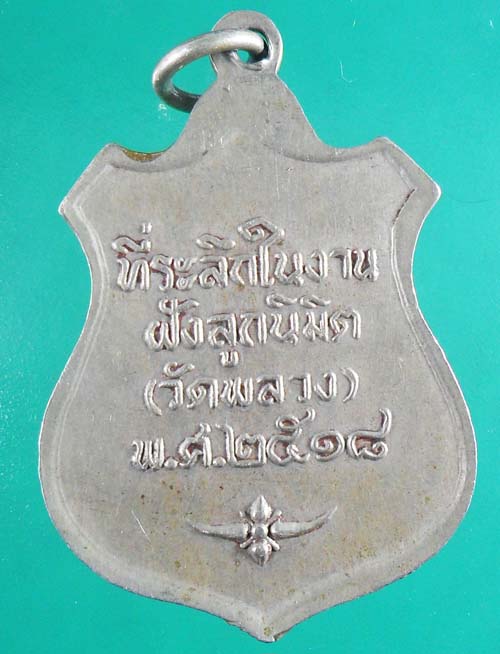 ที่ระลึกในงาน
ฝังลูกนิมิต
(วัดพลวง)
พ.ศ.๒๕๑๘